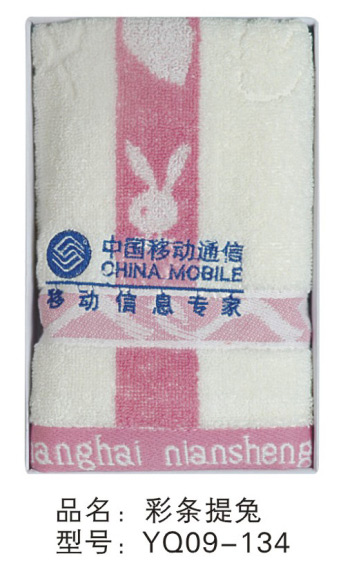 中国移动通信
CHINA MOBILE
移动信息专家
anghai niansheng
品名：彩条提兔
型号：YQ09-134